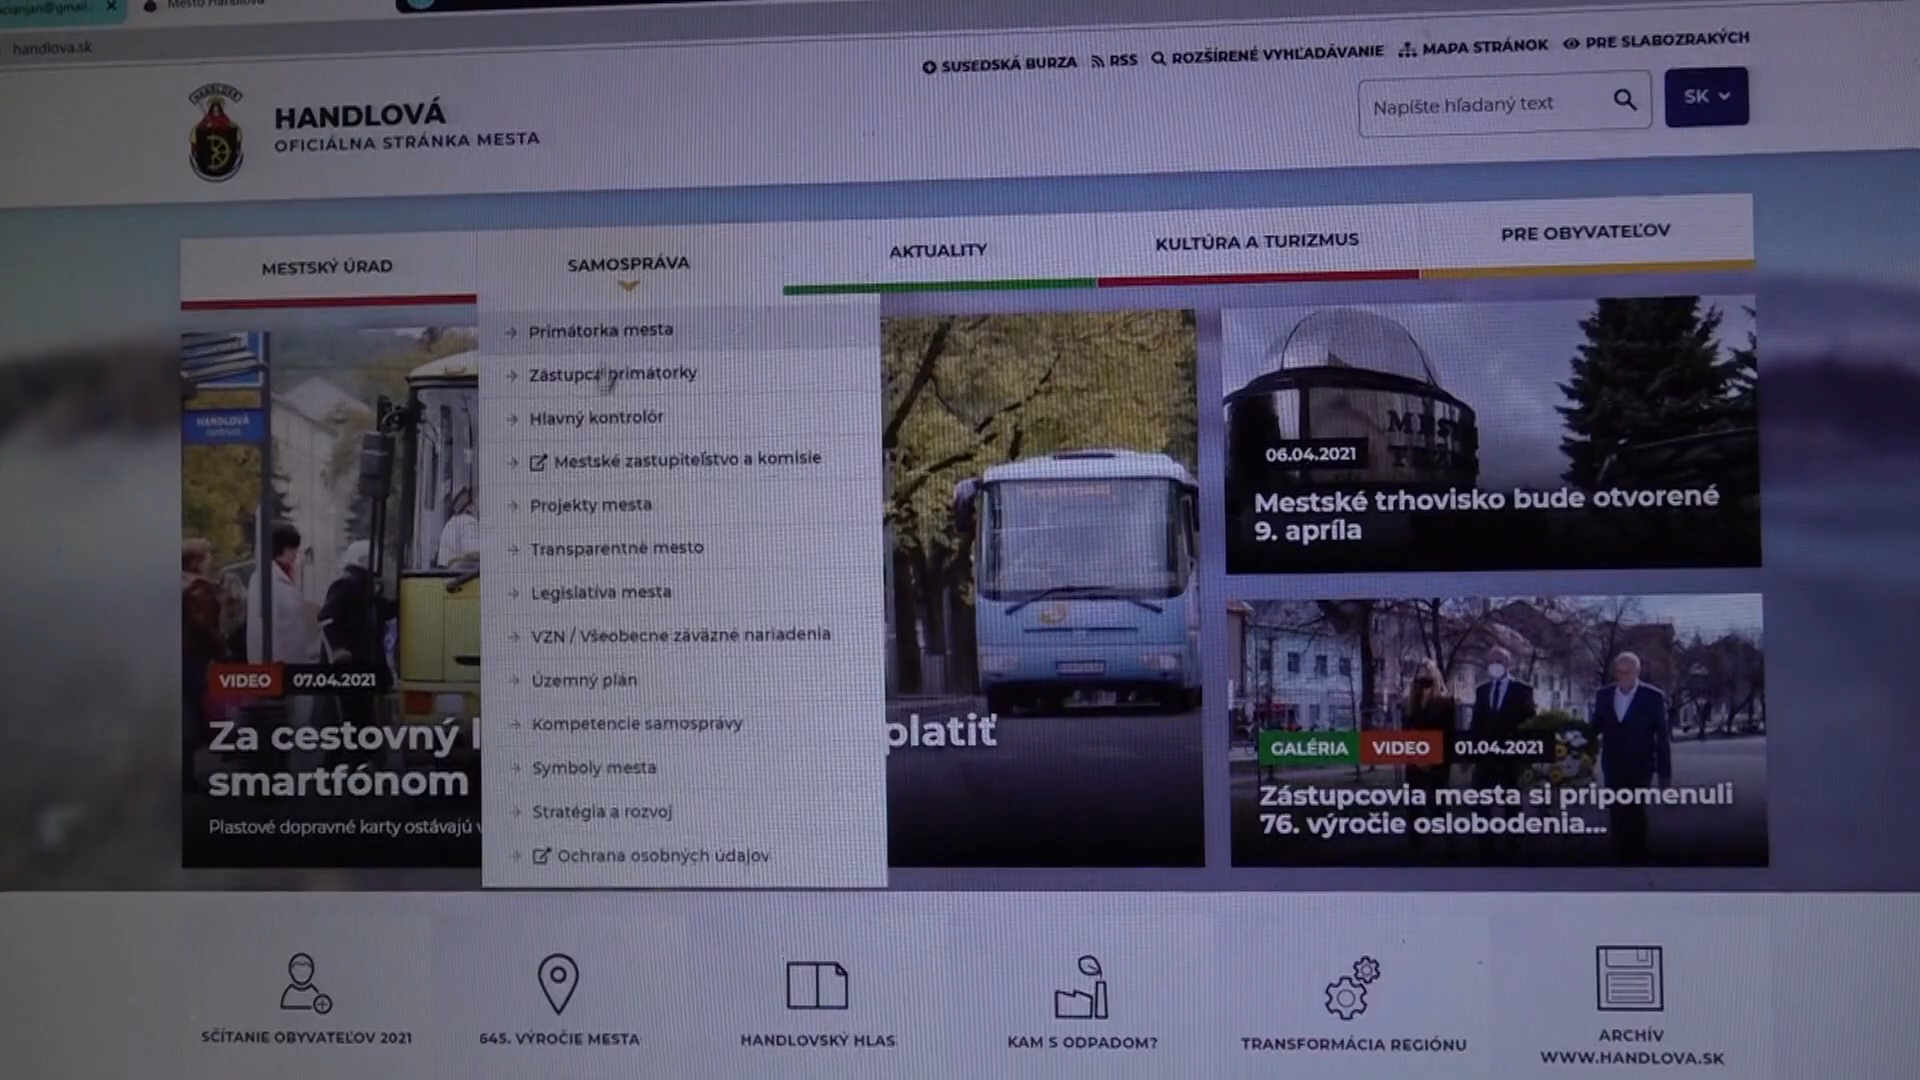 handlova.sk
SUSEDSKÁ BURZA RSS ROZŠÍRENÉ VYHĽADÁVANIE MAPA STRÁNOK PRE SLABOZRAKÝCH
HANDLOVÁ
OFICIÁLNA STRÁNKA MESTA
Napíšte hľadaný text
SK
MESTSKÝ ÚRAD
SAMOSPRÁVA
AKTUALITY
KULTÚRA A TURIZMUS
PRE OBYVATEĽOV
Primátorka mesta
Zástupca primátorky
Hlavný kontrolór
Mestské zastupiteľstvo a komisie
Projekty mesta
Transparentné mesto
Legislatíva mesta
VZN / Všeobecne záväzné nariadenia
Územný plán
Kompetencie samosprávy
Symboly mesta
Stratégia a rozvoj
Ochrana osobných údajov
HANDLOVÁ
VIDEO 07.04.2021
Za cestovný
platiť
smartfónom
Plastové dopravné karty ostávajú
06.04.2021
Mestské trhovisko bude otvorené
9. apríla
GALÉRIA VIDEO 01.04.2021
Zástupcovia mesta si pripomenuli
76. výročie oslobodenia...
SČÍTANIE OBYVATEĽOV 2021
645. VÝROČIE MESTA
HANDLOVSKÝ HLAS
KAM S ODPADOM?
TRANSFORMÁCIA REGIÓNU
ARCHÍV
WWW.HANDLOVA.SK